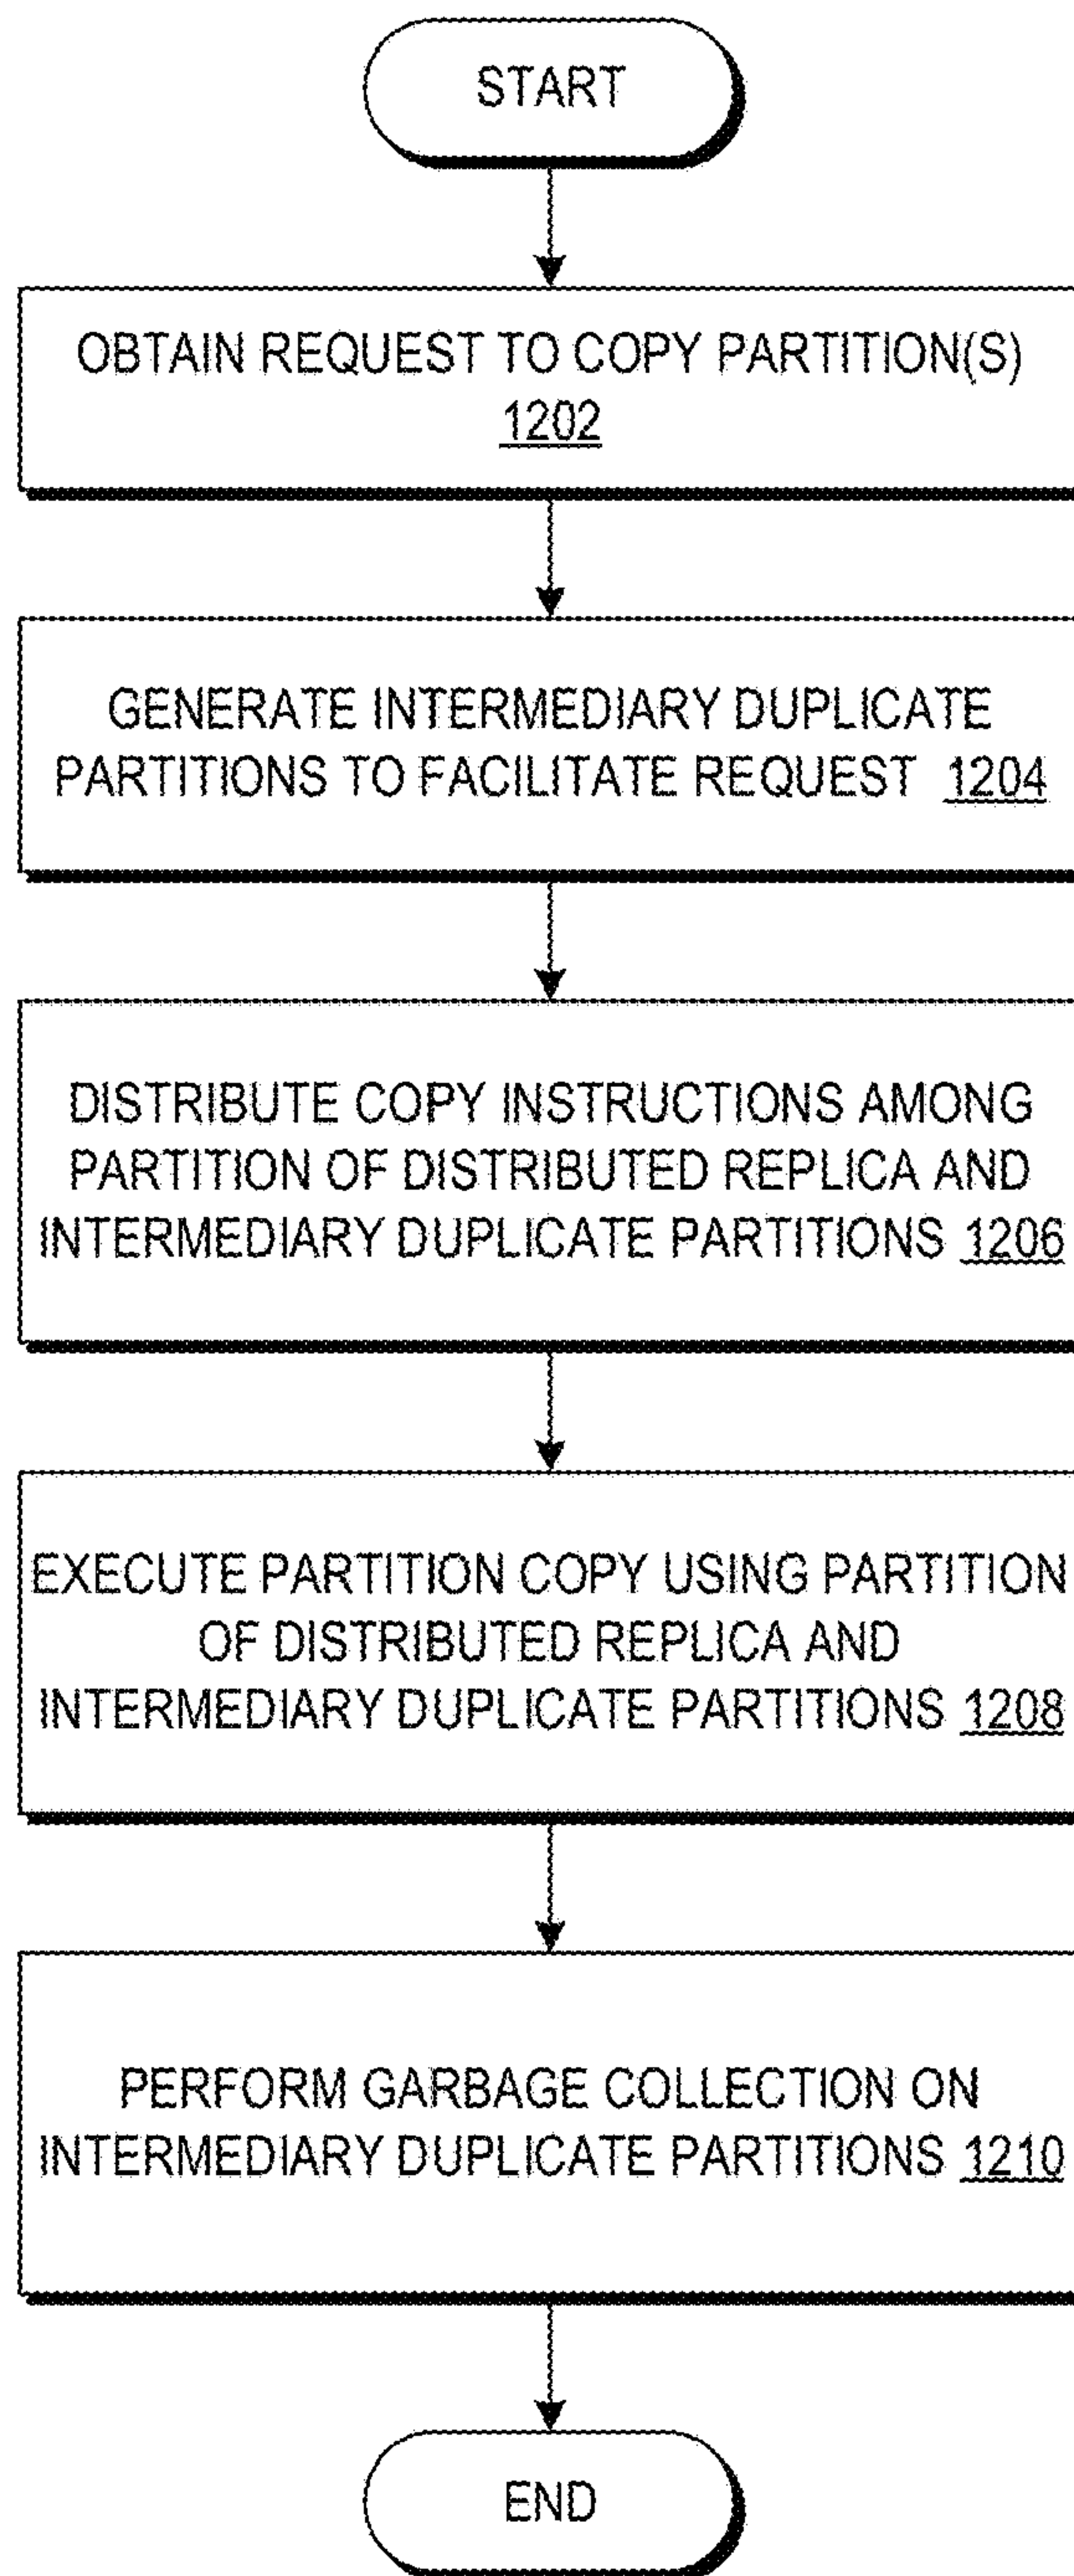 START
OBTAIN REQUEST TO COPY PARTITION(S)
1202
GENERATE INTERMEDIARY DUPLICATE
PARTITIONS TO FACILITATE REQUEST 1204
DISTRIBUTE COPY INSTRUCTIONS AMONG
PARTITION OF DISTRIBUTED REPLICA AND
INTERMEDIARY DUPLICATE PARTITIONS 1206
EXECUTE PARTITION COPY USING PARTITION
OF DISTRIBUTED REPLICA AND
INTERMEDIARY DUPLICATE PARTITIONS 1208
PERFORM GARBAGE COLLECTION ON
INTERMEDIARY DUPLICATE PARTITIONS 1210
END